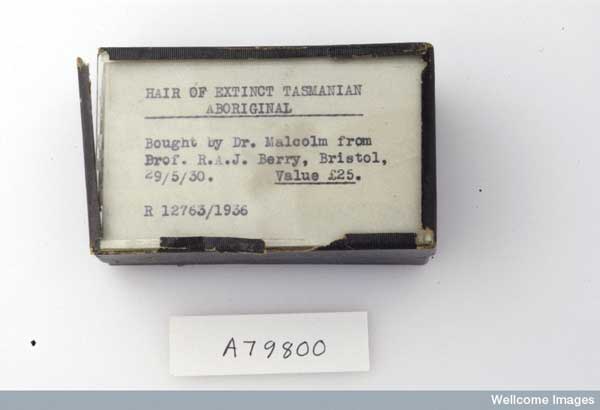 HAIR OF EXTINCT TASMANIAN
ABORIGINAL
Bought by Dr. Malcolm from
Prof. R.A.J. Berry, Bristol,
29/5/30. Value £25.
R 12763/1936
A79800
Wellcome Images